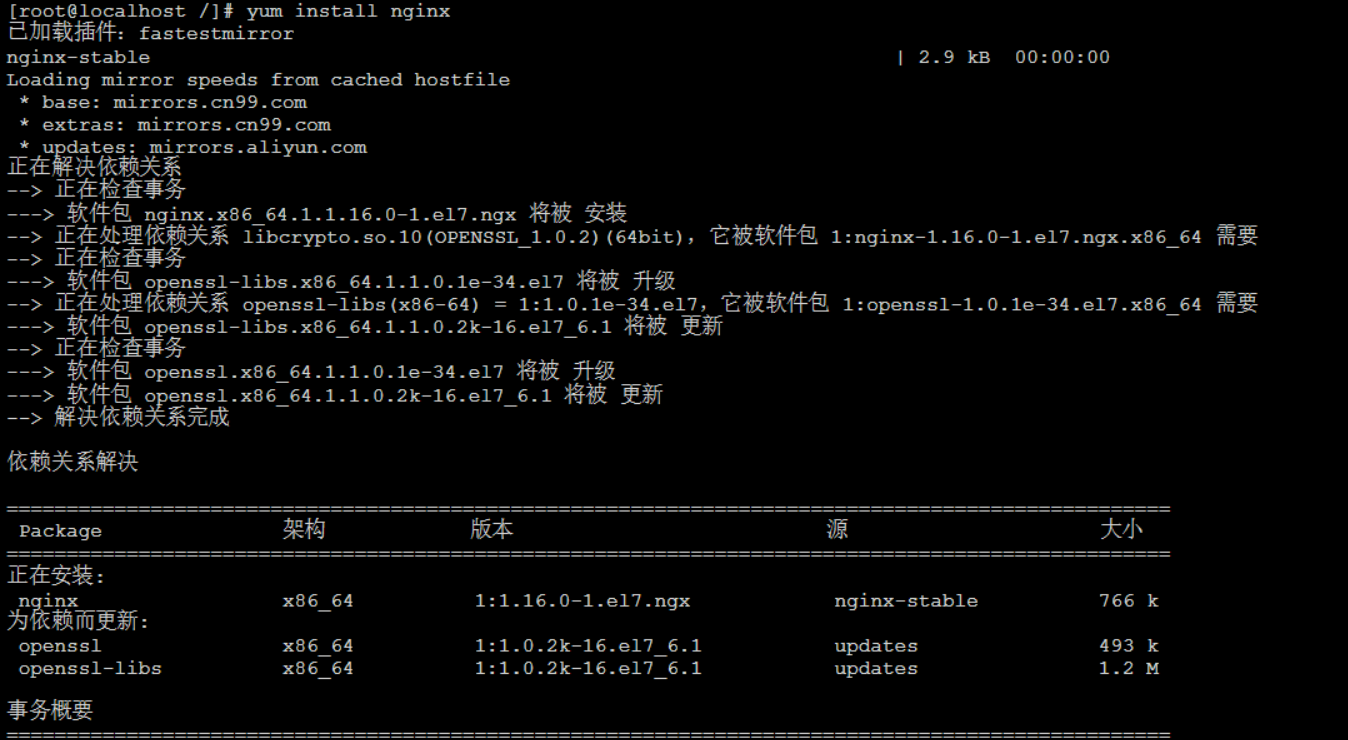 [root@localhost /]# yum install nginx
已加载插件：fastestmirror
nginx-stable | 2.9 kB 00:00:00
Loading mirror speeds from cached hostfile
* base: mirrors.cn99.com
* extras: mirrors.cn99.com
* updates: mirrors.aliyun.com
正在解决依赖关系
--> 正在检查事务
---> 软件包 nginx.x86_64.1.1.16.0-1.el7.ngx 将被 安装
--> 正在处理依赖关系 libcrypto.so.10(OPENSSL_1.0.2)(64bit)，它被软件包 1:nginx-1.16.0-1.el7.ngx.x86_64 需要
--> 正在检查事务
---> 软件包 openssl-libs.x86_64.1.1.0.1e-34.el7 将被 升级
--> 正在处理依赖关系 openssl-libs(x86-64) = 1:1.0.1e-34.el7，它被软件包 1:openssl-1.0.1e-34.el7.x86_64 需要
---> 软件包 openssl-libs.x86_64.1.1.0.2k-16.el7_6.1 将被 更新
--> 正在检查事务
---> 软件包 openssl.x86_64.1.1.0.1e-34.el7 将被 升级
---> 软件包 openssl.x86_64.1.1.0.2k-16.el7_6.1 将被 更新
--> 解决依赖关系完成
依赖关系解决
================================================================================
Package 架构 版本 源 大小
================================================================================
正在安装：
nginx x86_64 1:1.16.0-1.el7.ngx nginx-stable 766 k
为依赖而更新：
openssl x86_64 1:1.0.2k-16.el7_6.1 updates 493 k
openssl-libs x86_64 1:1.0.2k-16.el7_6.1 updates 1.2 M
事务概要
================================================================================